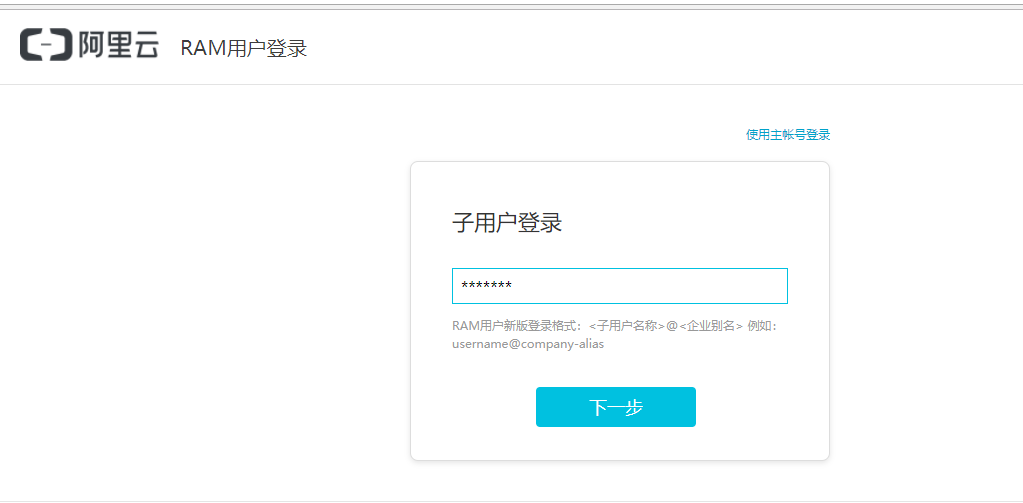 阿里云 RAM用户登录
使用主帐号登录
子用户登录
*******
RAM用户新版登录格式：<子用户名称>@<企业别名> 例如：
username@company-alias
下一步